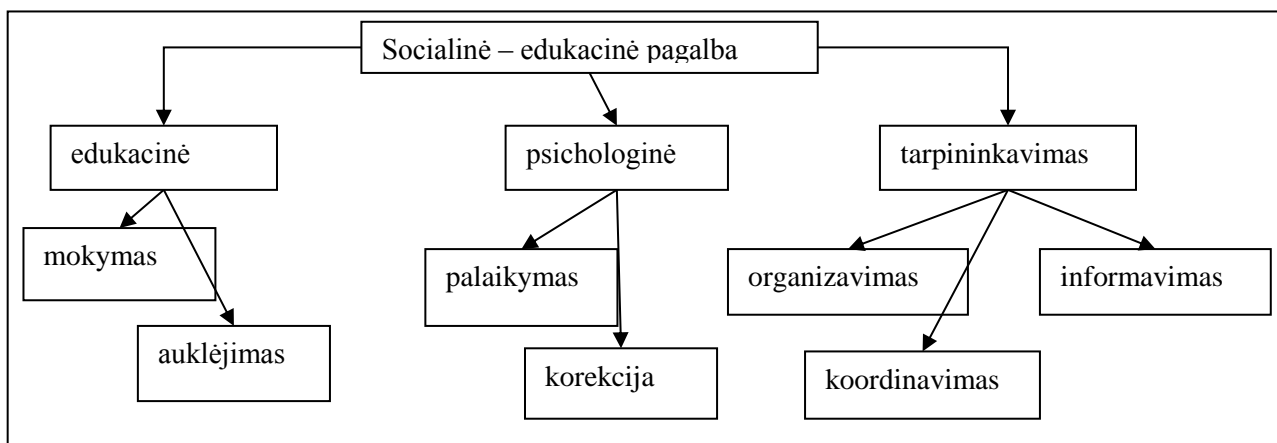 Socialinė – edukacinė pagalba
edukacinė
psichologinė
tarpininkavimas
mokymas
palaikymas
organizavimas
informavimas
auklėjimas
korekcija
koordinavimas